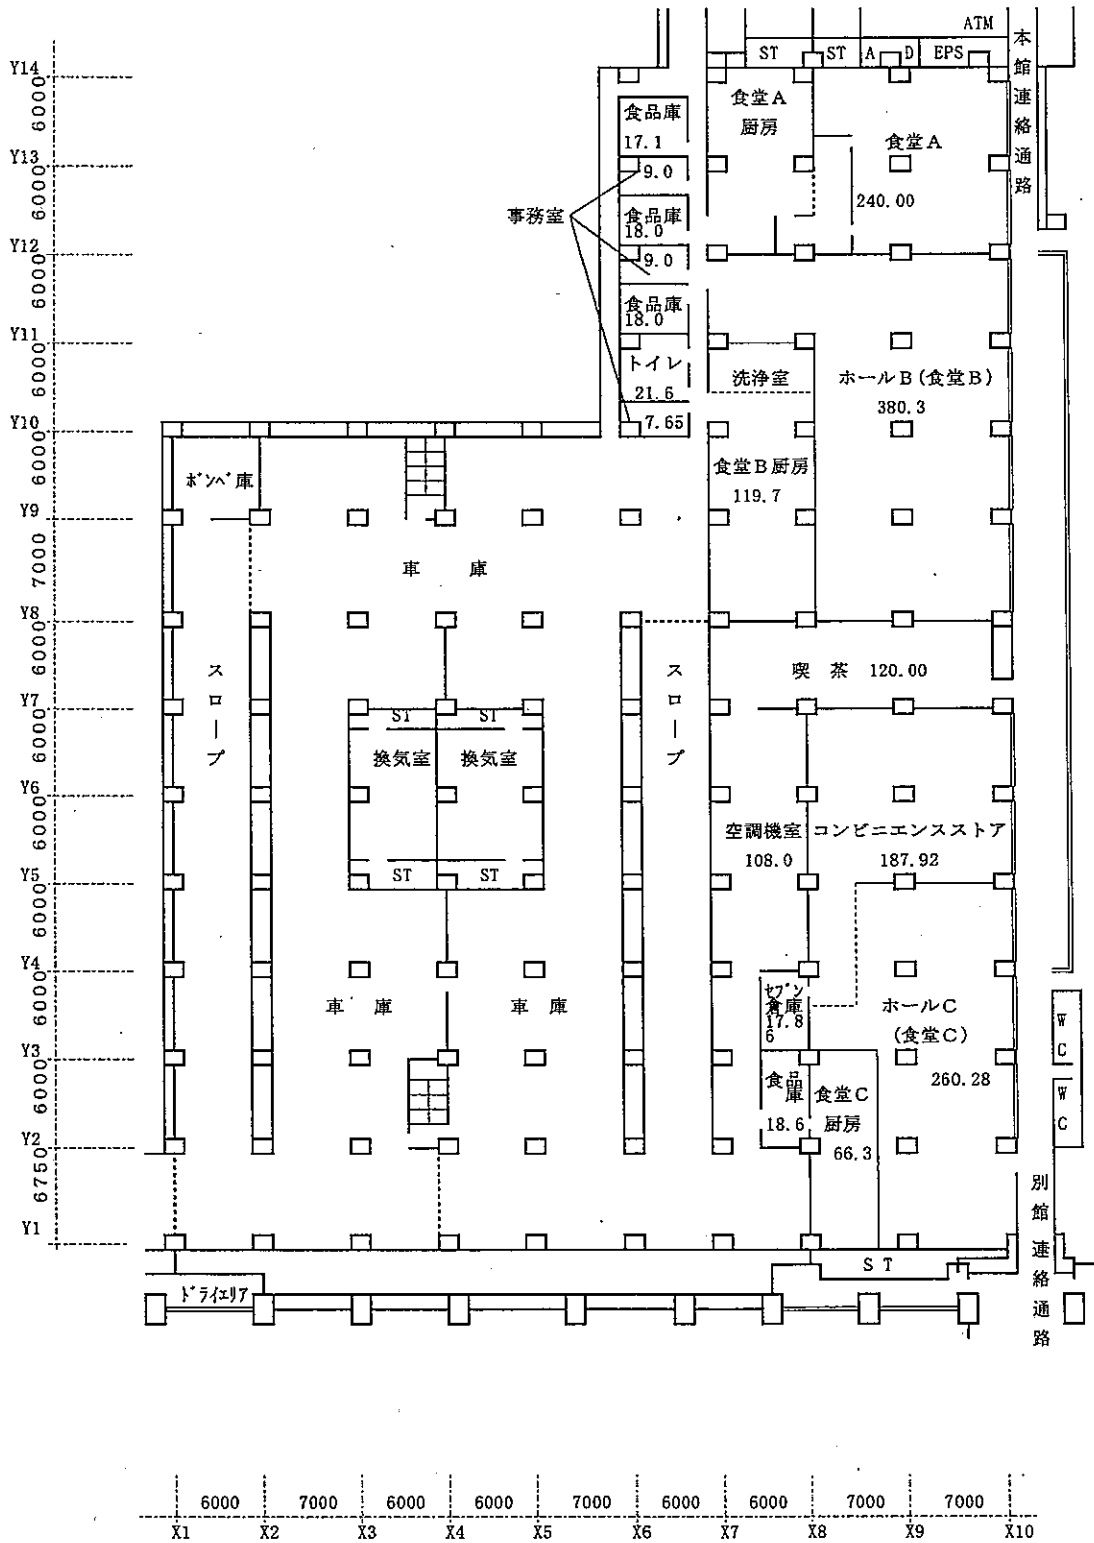 ATM
本館連絡通路
Y14
ST
ST
A
D
EPS
6000
食堂A
厨房
食品庫
17.1
食堂A
Y13
9.0
6000
事務室
食品庫
18.0
240.00
Y12
9.0
6000
食品庫
18.0
Y11
トイレ
21.6
洗浄室
ホールB(食堂B)
380.3
6000
Y10
7.65
6000
ボンベ庫
食堂B厨房
119.7
Y9
7000
車 庫
Y8
6000
スロープ
スロープ
喫 茶 120.00
Y7
ST
ST
6000
換気室
換気室
Y6
6000
空調機室
108.0
コンビニエンスストア
187.92
Y5
ST
ST
6000
Y4
6000
車 庫
車 庫
セブン
倉庫
17.8
6
ホールC
(食堂C)
260.28
WC
Y3
6000
食品
庫
18.6
食堂C
厨房
66.3
WC
Y2
6750
別館連絡通路
Y1
ST
ドライエリア
6000
7000
6000
6000
7000
6000
6000
7000
7000
X1
X2
X3
X4
X5
X6
X7
X8
X9
X10